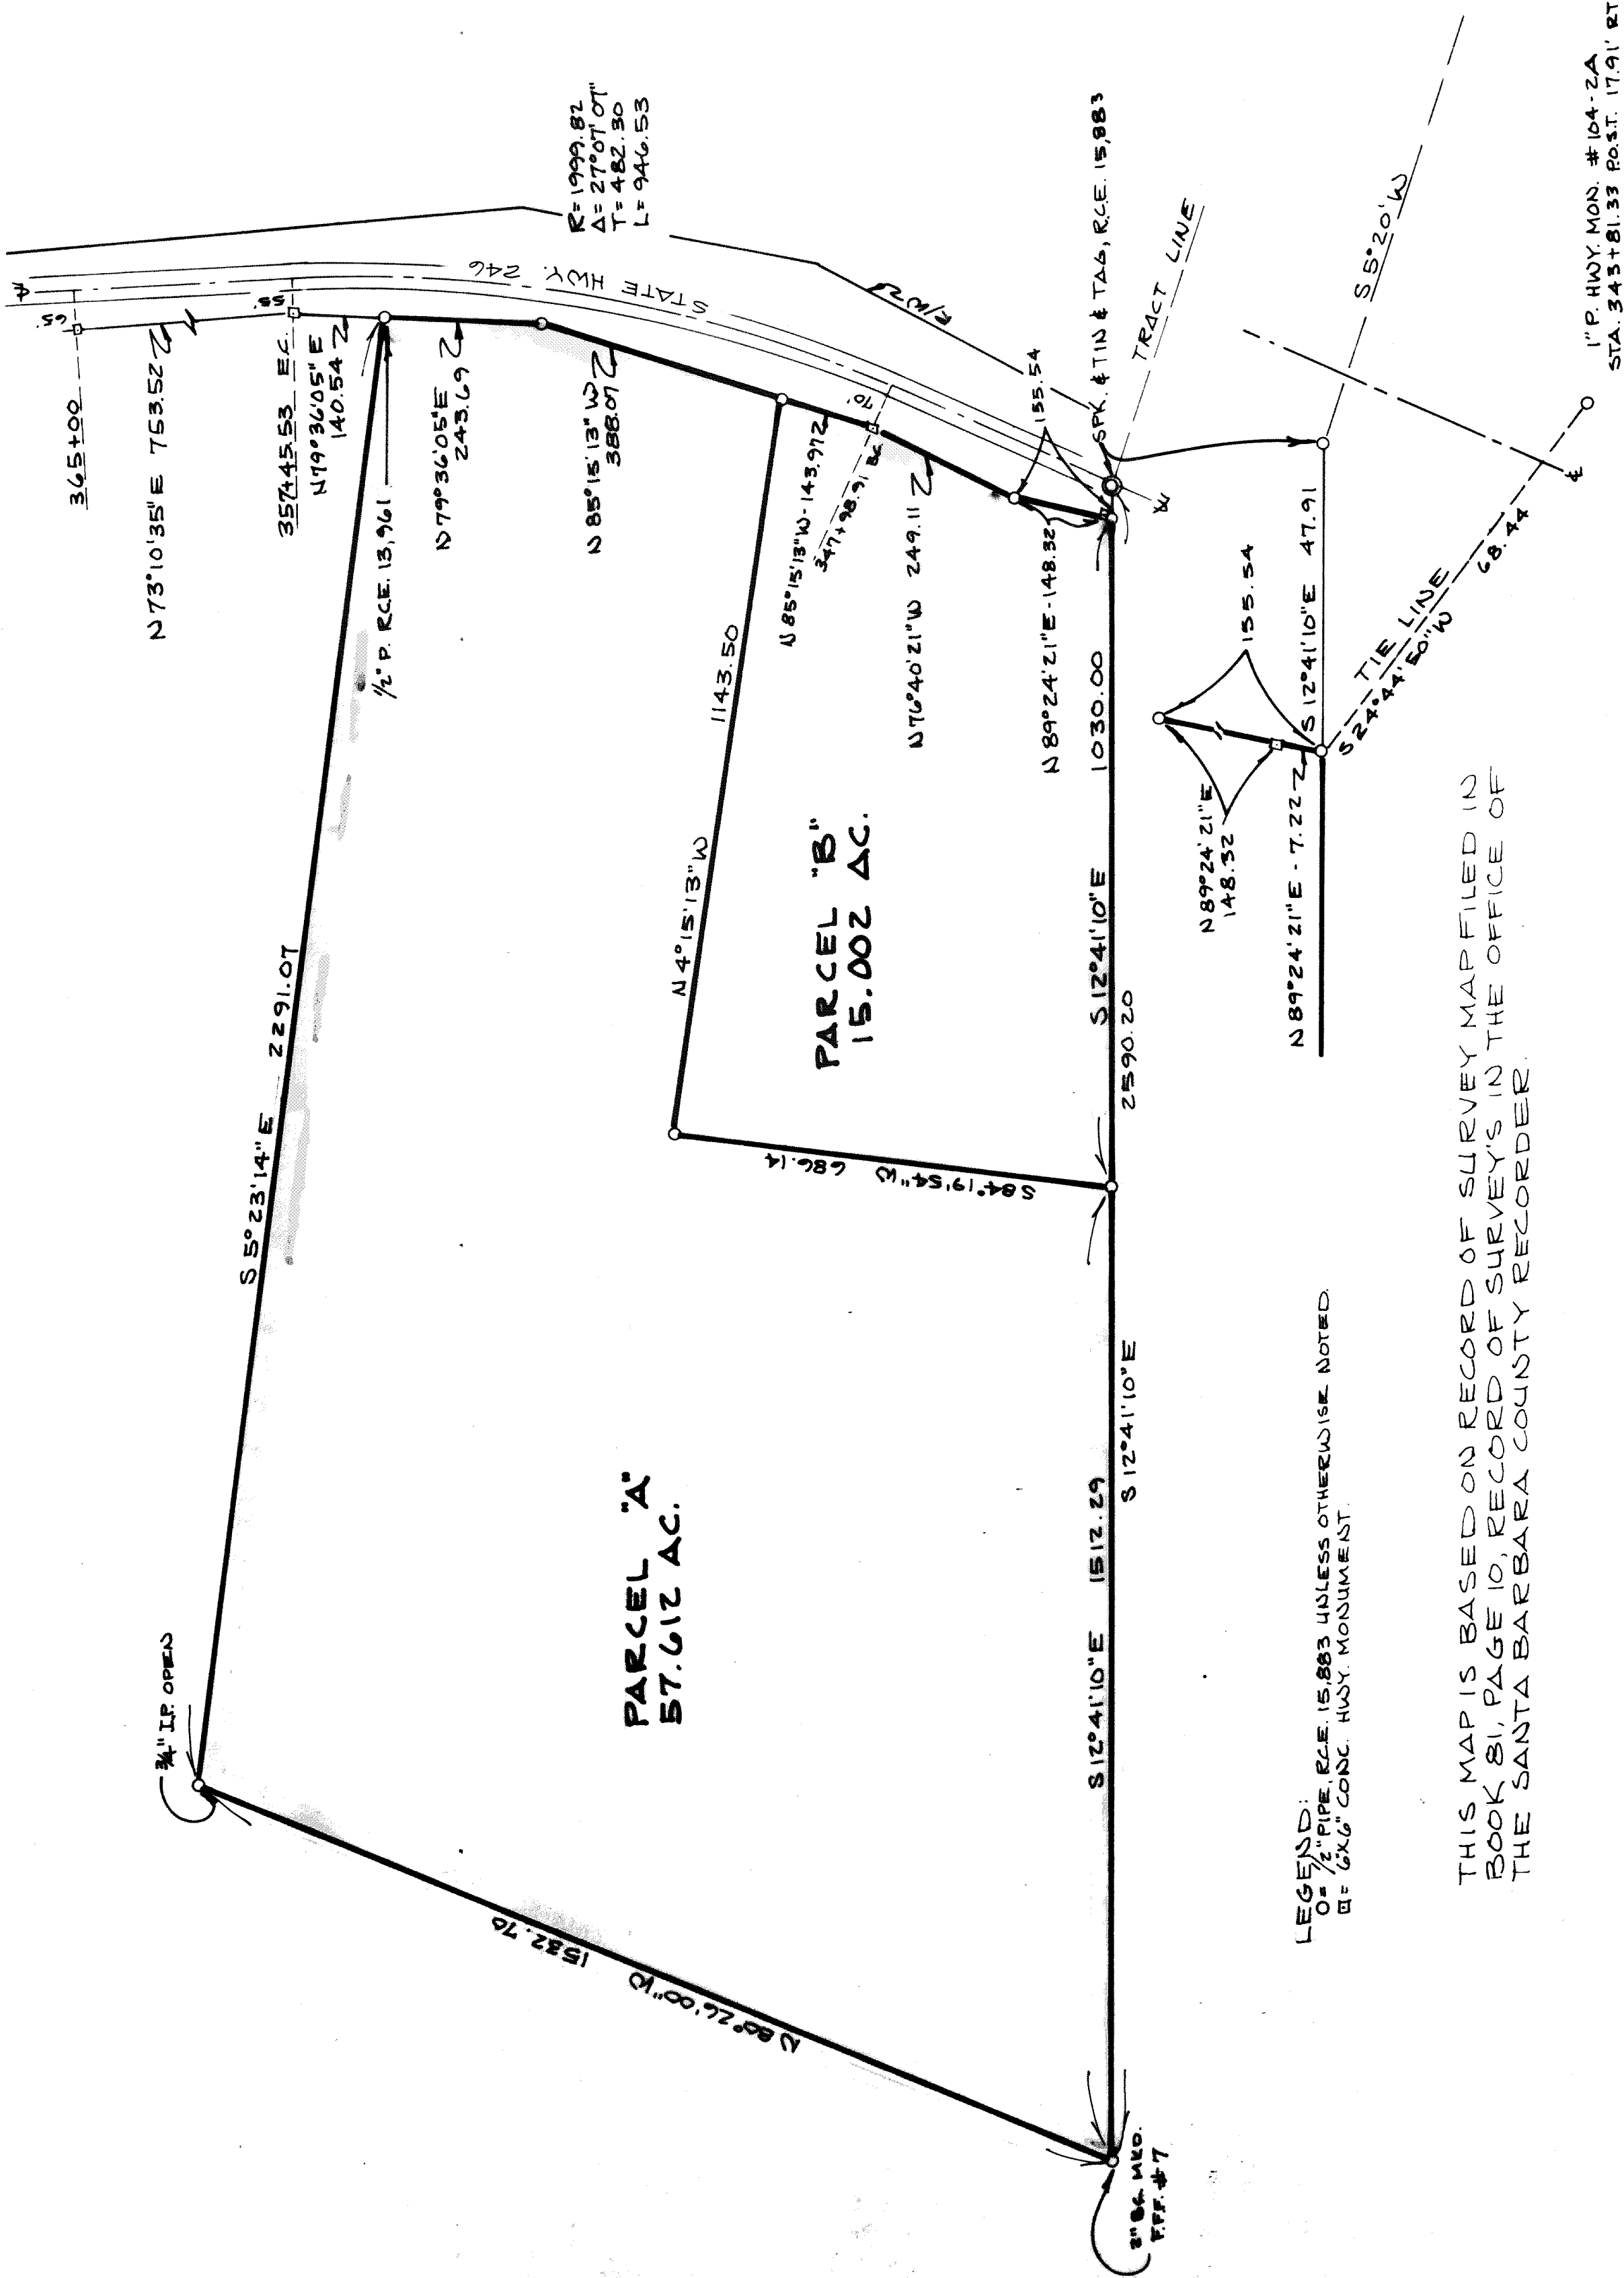 3/4" I.P. OPEN
S 5° 23' 14" E 2291.07
1/2" P. R.C.E. 13,961
365+00
65'
N 73° 10' 35" E 753.52
357+45.53 E.C.
55'
N 79° 36' 05" E
140.54
N 79° 36' 05" E
243.69
N 85° 15' 13" W
388.07
STATE HWY. 246
R = 1999.82
Δ = 27° 07' 07"
T = 482.30
L = 946.53
R/W
N 80° 26' 00" W 1532.70
PARCEL "A"
57.612 AC.
N 4° 15' 13" W 1143.50
S 84° 19' 54" W 686.14
PARCEL "B"
15.002 AC.
N 85° 15' 13" W - 143.97
347+98.91 B.C.
70'
N 76° 40' 21" W 249.11
N 89° 24' 21" E - 148.32
155.54
SPK. & TIN & TAG, R.C.E. 15,883
TRACT LINE
S 12° 41' 10" E 1512.29
S 12° 41' 10" E 1030.00
S 12° 41' 10" E 2590.20
2" B.C. MKD.
F.F.F. #7
N 89° 24' 21" E
148.32
155.54
N 89° 24' 21" E - 7.22
S 12° 41' 10" E 47.91
S 5° 20' W
TIE LINE
S 24° 44' 50" W 68.44
1" P. HWY. MON. # 104-2A
STA. 343+81.33 P.O.S.T. 17.91' RT
LEGEND:
O = 1/2" PIPE, R.C.E. 15,883 UNLESS OTHERWISE NOTED.
⊡ = 6"X6" CONC. HWY. MONUMENT.
THIS MAP IS BASED ON RECORD OF SURVEY MAP FILED IN
BOOK 81, PAGE 10, RECORD OF SURVEY'S IN THE OFFICE OF
THE SANTA BARBARA COUNTY RECORDER.